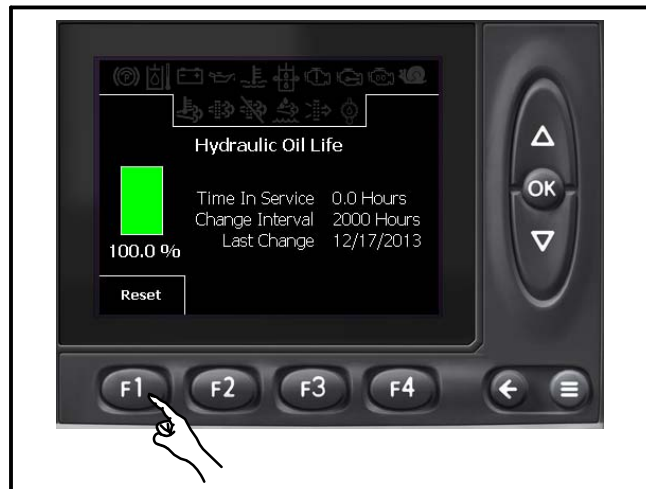 Hydraulic Oil Life
Time In Service 0.0 Hours
Change Interval 2000 Hours
Last Change 12/17/2013
100.0 %
Reset
OK
F1 F2 F3 F4